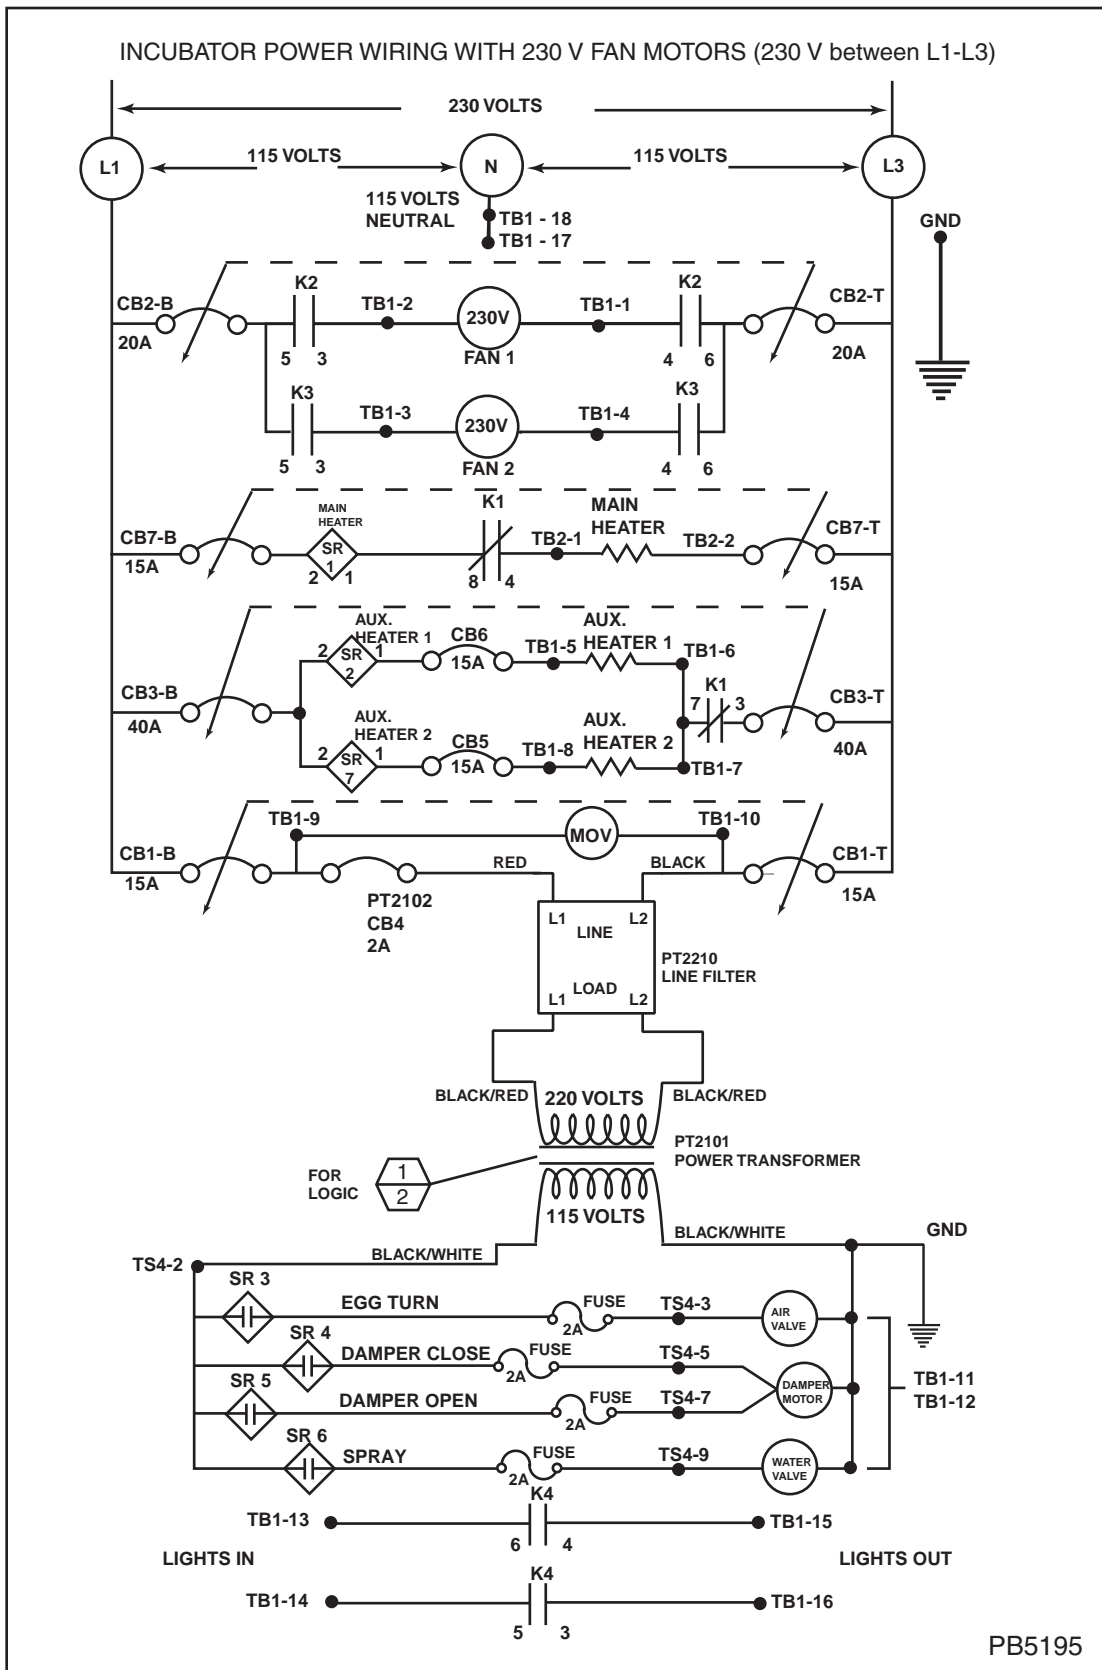 INCUBATOR POWER WIRING WITH 230 V FAN MOTORS (230 V between L1-L3)
230 VOLTS
L1
115 VOLTS
N
115 VOLTS
L3
115 VOLTS
NEUTRAL
TB1 - 18
TB1 - 17
GND
CB2-B
20A
K2
5 3
TB1-2
230V
FAN 1
TB1-1
K2
4 6
CB2-T
20A
K3
5 3
TB1-3
230V
FAN 2
TB1-4
K3
4 6
CB7-B
15A
MAIN
HEATER
SR
1
2 1
K1
8 4
TB2-1
MAIN
HEATER
TB2-2
CB7-T
15A
CB3-B
40A
AUX.
HEATER 1
2 1
SR
2
CB6
15A
TB1-5
AUX.
HEATER 1
TB1-6
K1
7 3
CB3-T
40A
AUX.
HEATER 2
2 1
SR
7
CB5
15A
TB1-8
AUX.
HEATER 2
TB1-7
CB1-B
15A
TB1-9
MOV
TB1-10
CB1-T
15A
PT2102
CB4
2A
RED
BLACK
L1 L2
LINE
LOAD
L1 L2
PT2210
LINE FILTER
BLACK/RED
220 VOLTS
BLACK/RED
PT2101
POWER TRANSFORMER
FOR
LOGIC
1
2
115 VOLTS
BLACK/WHITE
BLACK/WHITE
GND
TS4-2
SR 3
EGG TURN
FUSE
2A
TS4-3
AIR
VALVE
SR 4
DAMPER CLOSE
FUSE
2A
TS4-5
DAMPER
MOTOR
TB1-11
TB1-12
SR 5
DAMPER OPEN
FUSE
2A
TS4-7
SR 6
SPRAY
FUSE
2A
TS4-9
WATER
VALVE
TB1-13
K4
6 4
TB1-15
LIGHTS IN
LIGHTS OUT
TB1-14
K4
5 3
TB1-16
PB5195